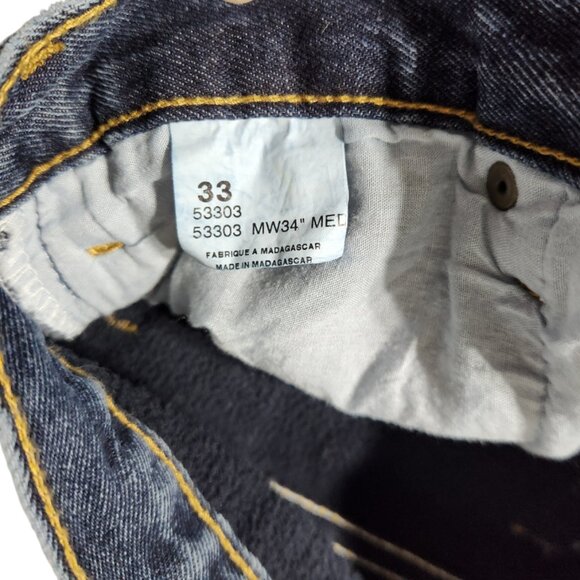 33
53303
53303 MW34" MED
FABRIQUE A MADAGASCAR
MADE IN MADAGASCAR